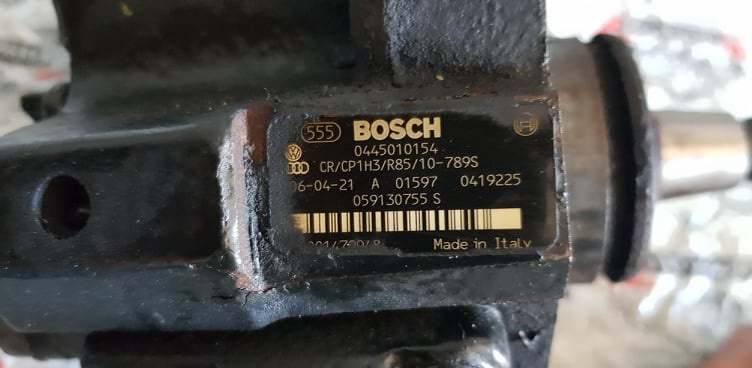 555 BOSCH
0445010154
CR/CP1H3/R85/10-789S
06-04-21 A 01597 0419225
059130755 S
Made in Italy